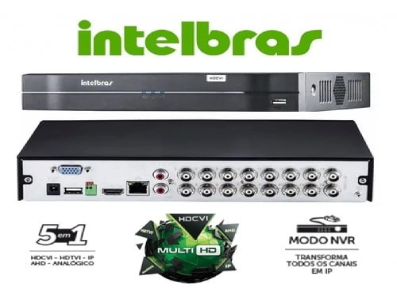 intelbras
intelbras
HDCVI
5 em 1
HDCVI - HDTVI - IP
AHD - ANALÓGICO
HDCVI
MULTI HD
MODO NVR
TRANSFORMA
TODOS OS CANAIS
EM IP